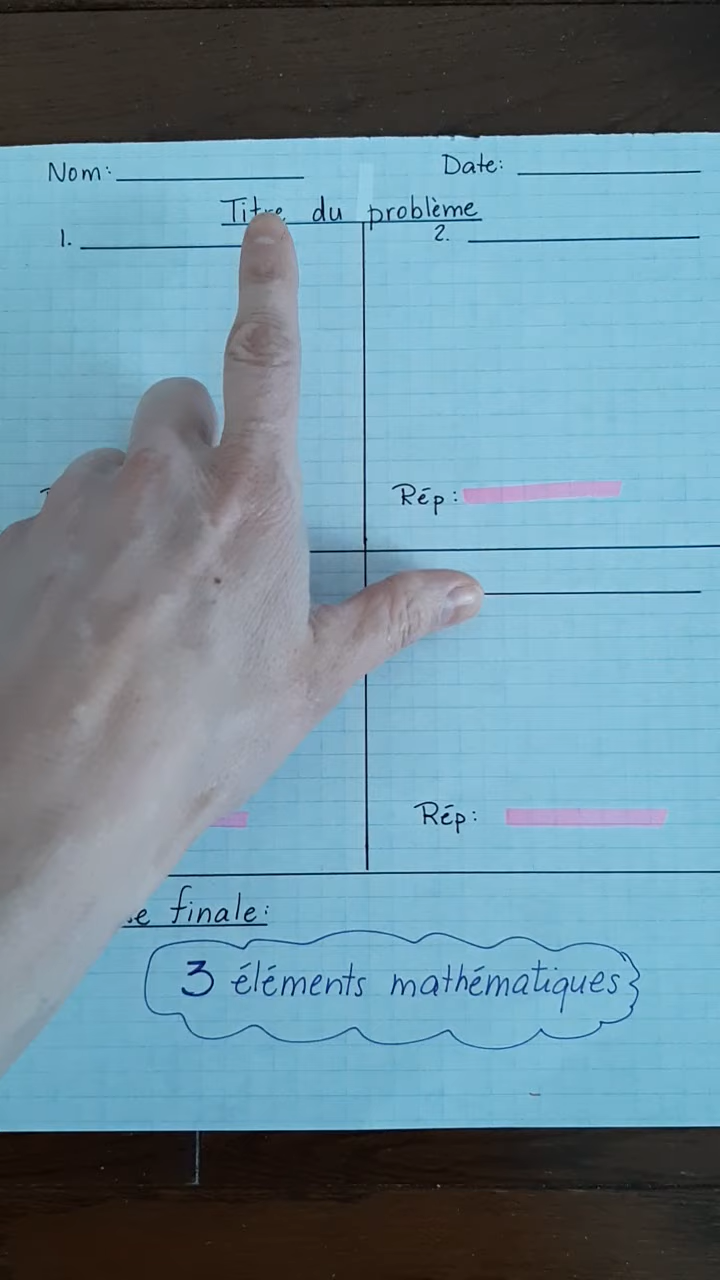 Nom:
Date:
Titre du problème
1.
2.
Rép:
Rép:
finale:
3 éléments mathématiques